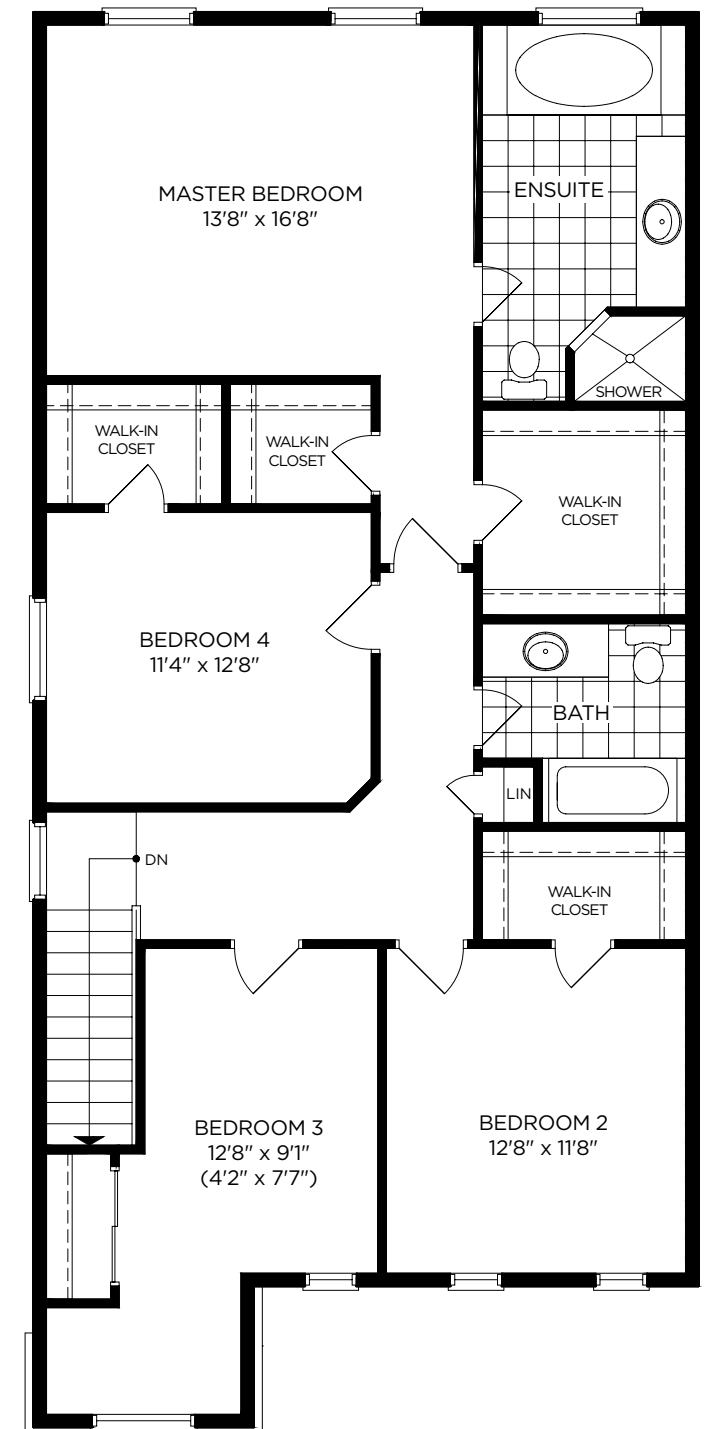 MASTER BEDROOM
13'8" x 16'8"
ENSUITE
SHOWER
WALK-IN
CLOSET
WALK-IN
CLOSET
WALK-IN
CLOSET
BEDROOM 4
11'4" x 12'8"
BATH
LIN
DN
WALK-IN
CLOSET
BEDROOM 3
12'8" x 9'1"
(4'2" x 7'7")
BEDROOM 2
12'8" x 11'8"